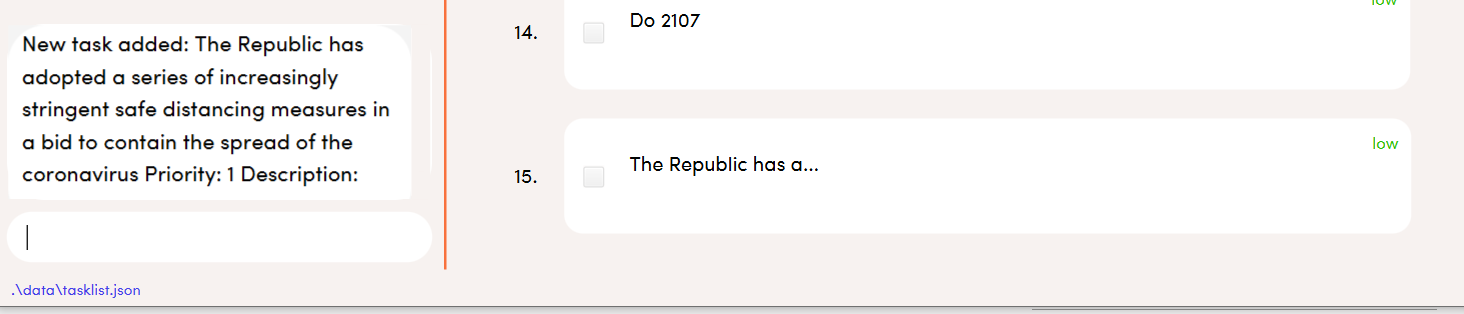 New task added: The Republic has
adopted a series of increasingly
stringent safe distancing measures in
a bid to contain the spread of the
coronavirus Priority: 1 Description:
.\data\tasklist.json
low
14.
Do 2107
low
15.
The Republic has a...